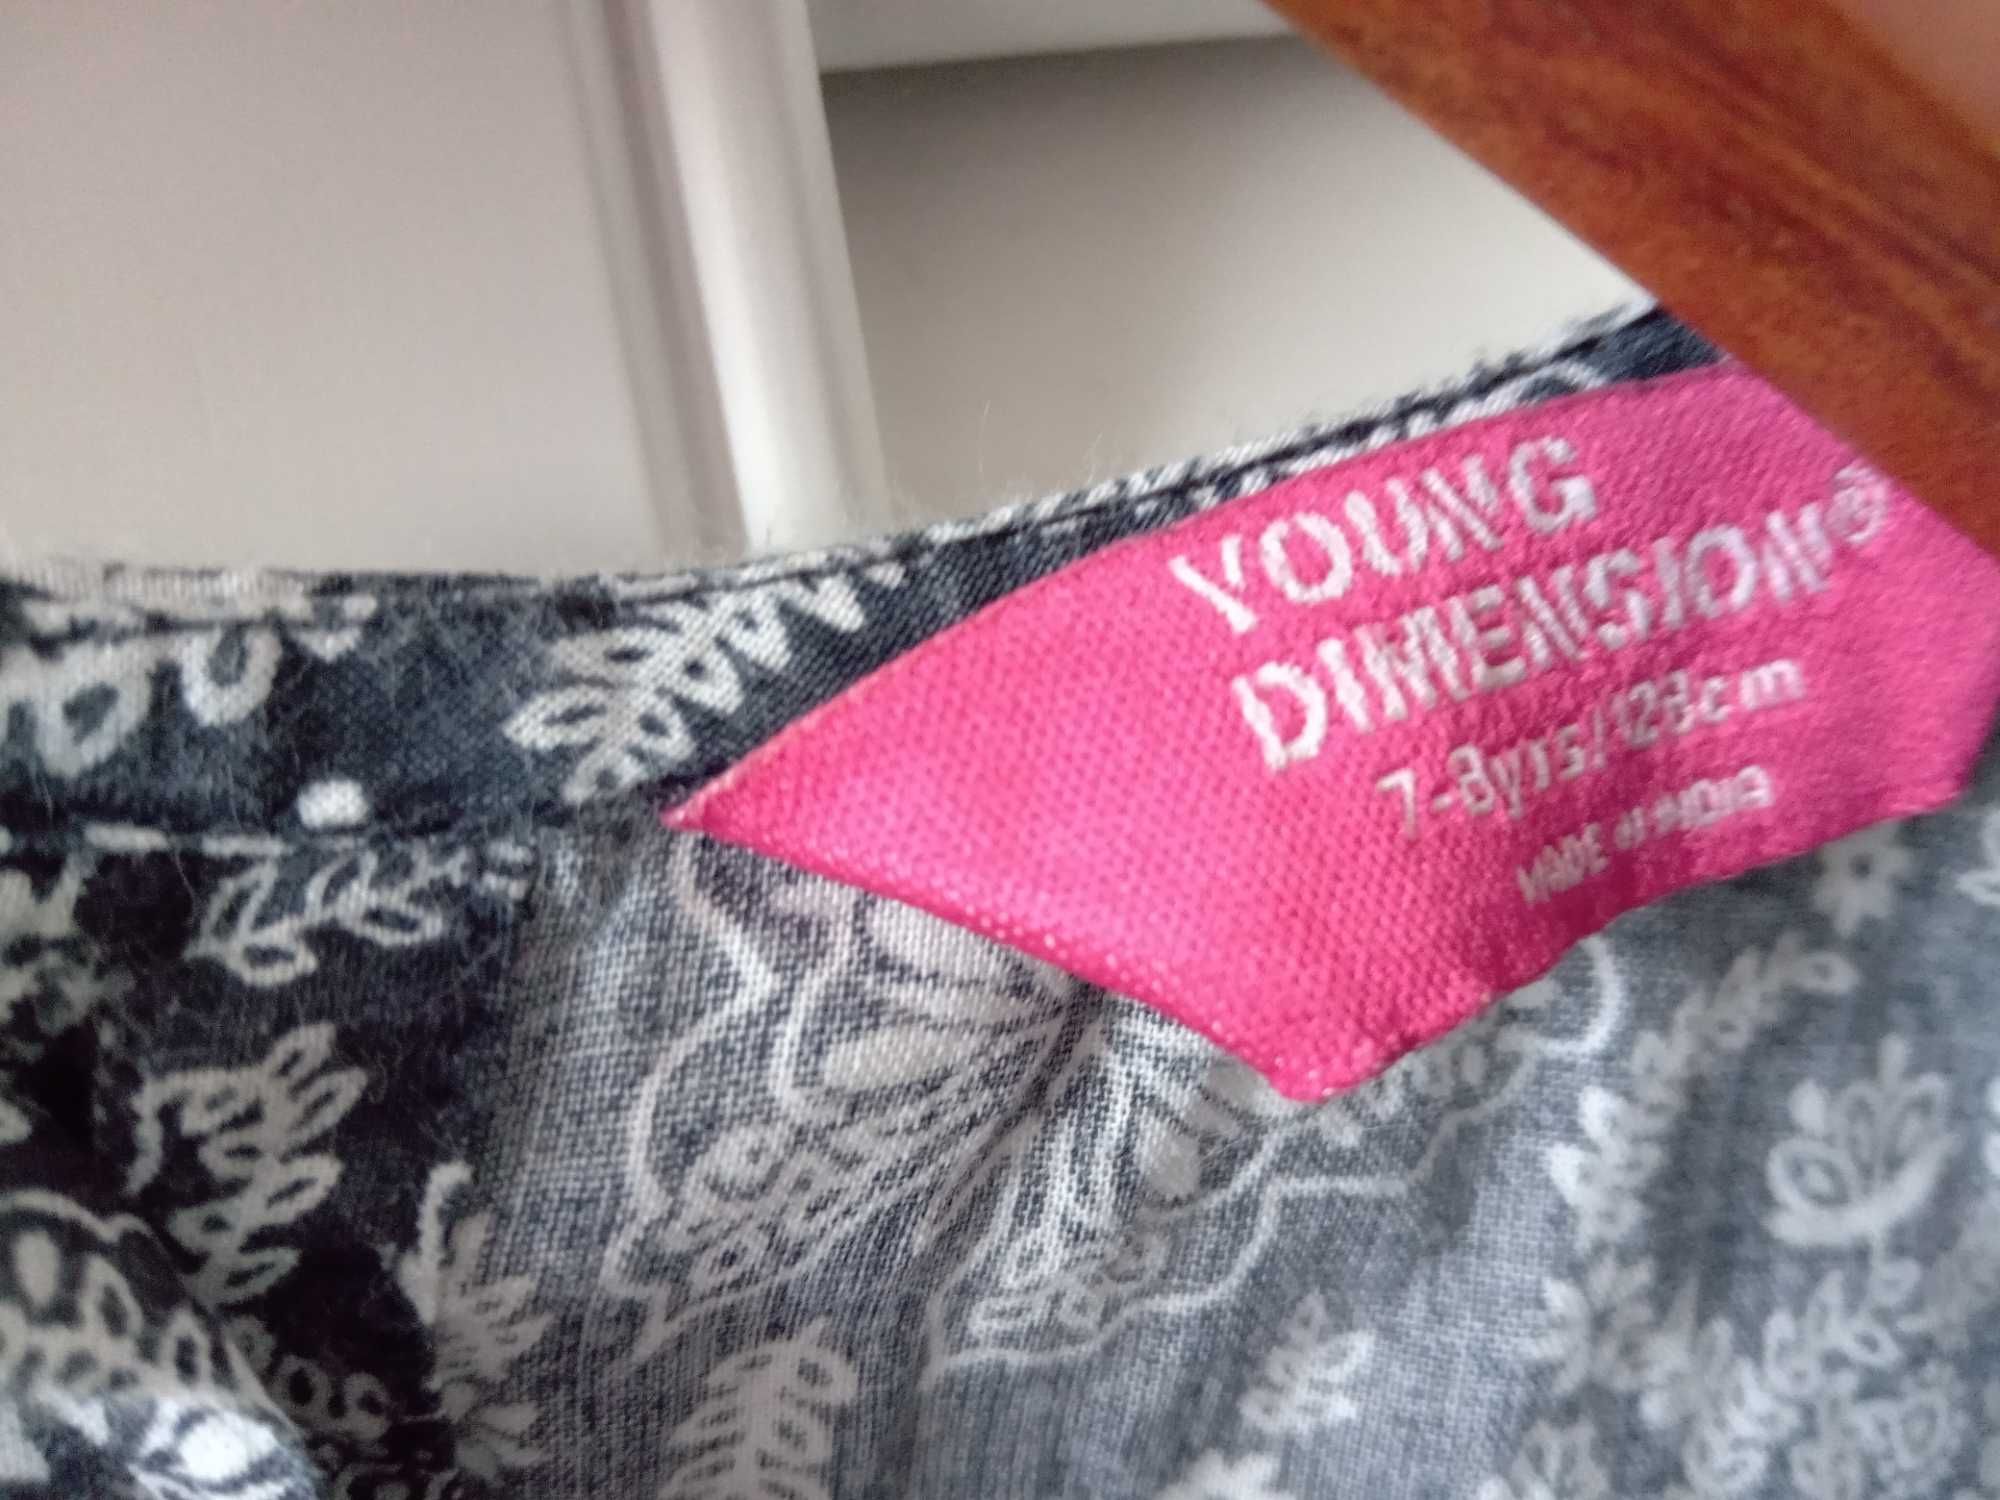 YOUNG
DIMENSION®
7-8yrs/128cm
MADE IN INDIA